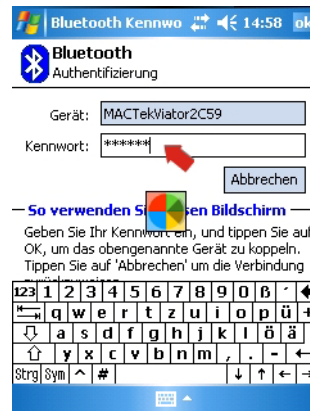 Bluetooth Kennwo 14:58 ok
Bluetooth
Authentifizierung
Gerät: MACTekViator2C59
Kennwort: ******
Abbrechen
So verwenden Si sen Bildschirm
Geben Sie Ihr Kennwort ein, und tippen Sie auf
OK, um das obengenannte Gerät zu koppeln.
Tippen Sie auf 'Abbrechen' um die Verbindung
123 1 2 3 4 5 6 7 8 9 0 ß ´
q w e r t z u i o p ü +
a s d f g h j k l ö ä
y x c v b n m , . -
Strg Sym ^ # ↓ ↑ ← →